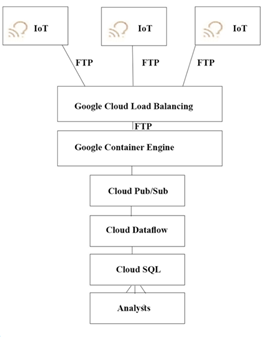 IoT IoT IoT
FTP FTP FTP
Google Cloud Load Balancing
FTP
Google Container Engine
Cloud Pub/Sub
Cloud Dataflow
Cloud SQL
Analysts